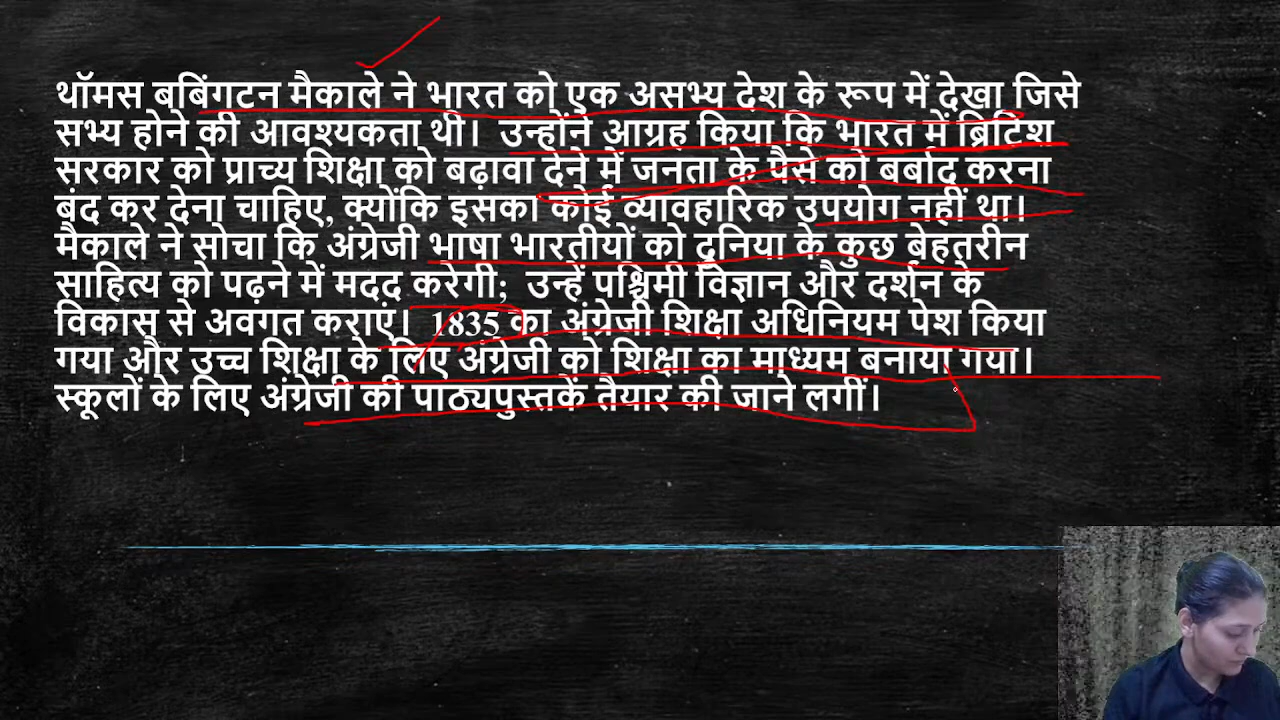 थॉमस बबिंगटन मैकाले ने भारत को एक असभ्य देश के रूप में देखा जिसे
सभ्य होने की आवश्यकता थी। उन्होंने आग्रह किया कि भारत में ब्रिटिश
सरकार को प्राच्य शिक्षा को बढ़ावा देने में जनता के पैसे को बर्बाद करना
बंद कर देना चाहिए, क्योंकि इसका कोई व्यावहारिक उपयोग नहीं था।
मैकाले ने सोचा कि अंग्रेजी भाषा भारतीयों को दुनिया के कुछ बेहतरीन
साहित्य को पढ़ने में मदद करेगी; उन्हें पश्चिमी विज्ञान और दर्शन के
विकास से अवगत कराएं। 1835 का अंग्रेजी शिक्षा अधिनियम पेश किया
गया और उच्च शिक्षा के लिए अंग्रेजी को शिक्षा का माध्यम बनाया गया।
स्कूलों के लिए अंग्रेजी की पाठ्यपुस्तकें तैयार की जाने लगीं।